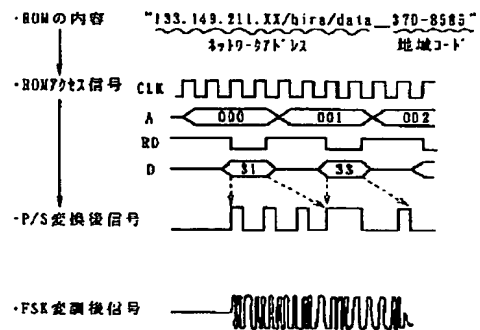 ・ROMの内容 "133.149.211.XX/hira/data__370-8585"
ネットワークアドレス 地域コード
・ROMアクセス信号 CLK
A 000 001 002
RD
D 31 33
・P/S変換後信号
・FSK変調後信号